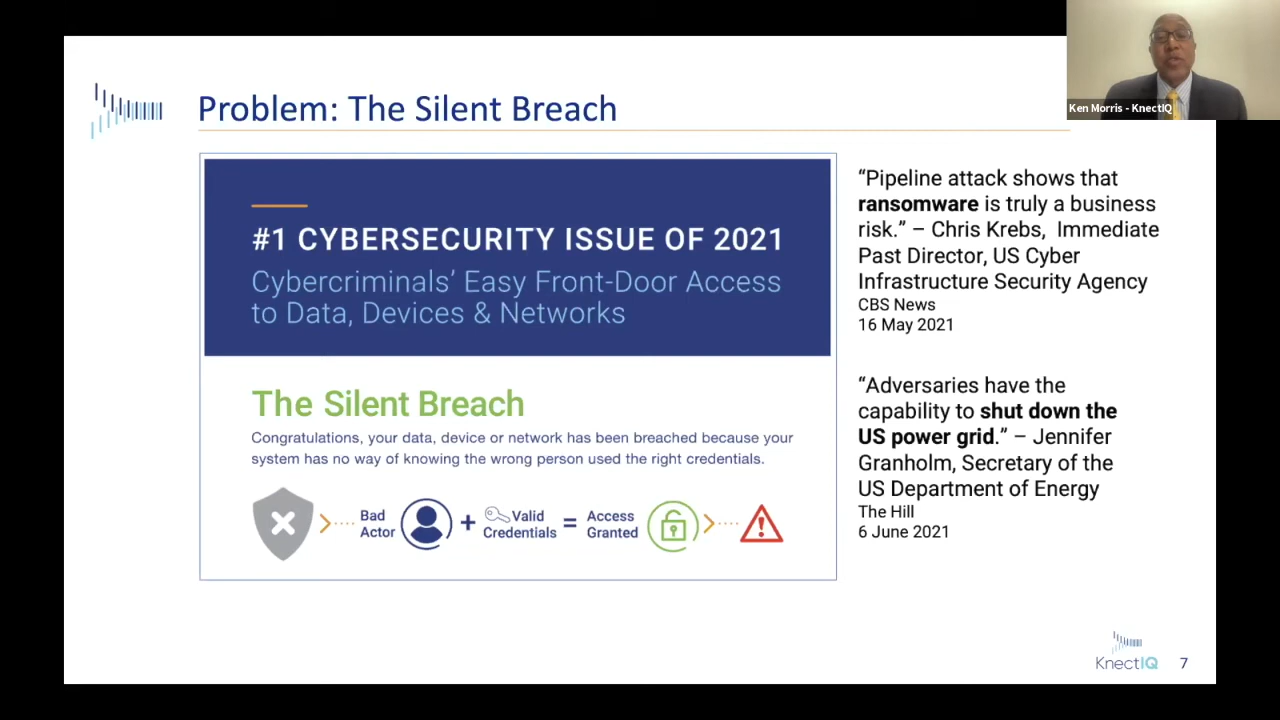 Ken Morris - KnectIQ
Problem: The Silent Breach
#1 CYBERSECURITY ISSUE OF 2021
Cybercriminals’ Easy Front-Door Access
to Data, Devices & Networks
The Silent Breach
Congratulations, your data, device or network has been breached because your
system has no way of knowing the wrong person used the right credentials.
Bad
Actor
+
Valid
Credentials
=
Access
Granted
“Pipeline attack shows that
ransomware is truly a business
risk.” – Chris Krebs, Immediate
Past Director, US Cyber
Infrastructure Security Agency
CBS News
16 May 2021
“Adversaries have the
capability to shut down the
US power grid.” – Jennifer
Granholm, Secretary of the
US Department of Energy
The Hill
6 June 2021
KnectIQ
7